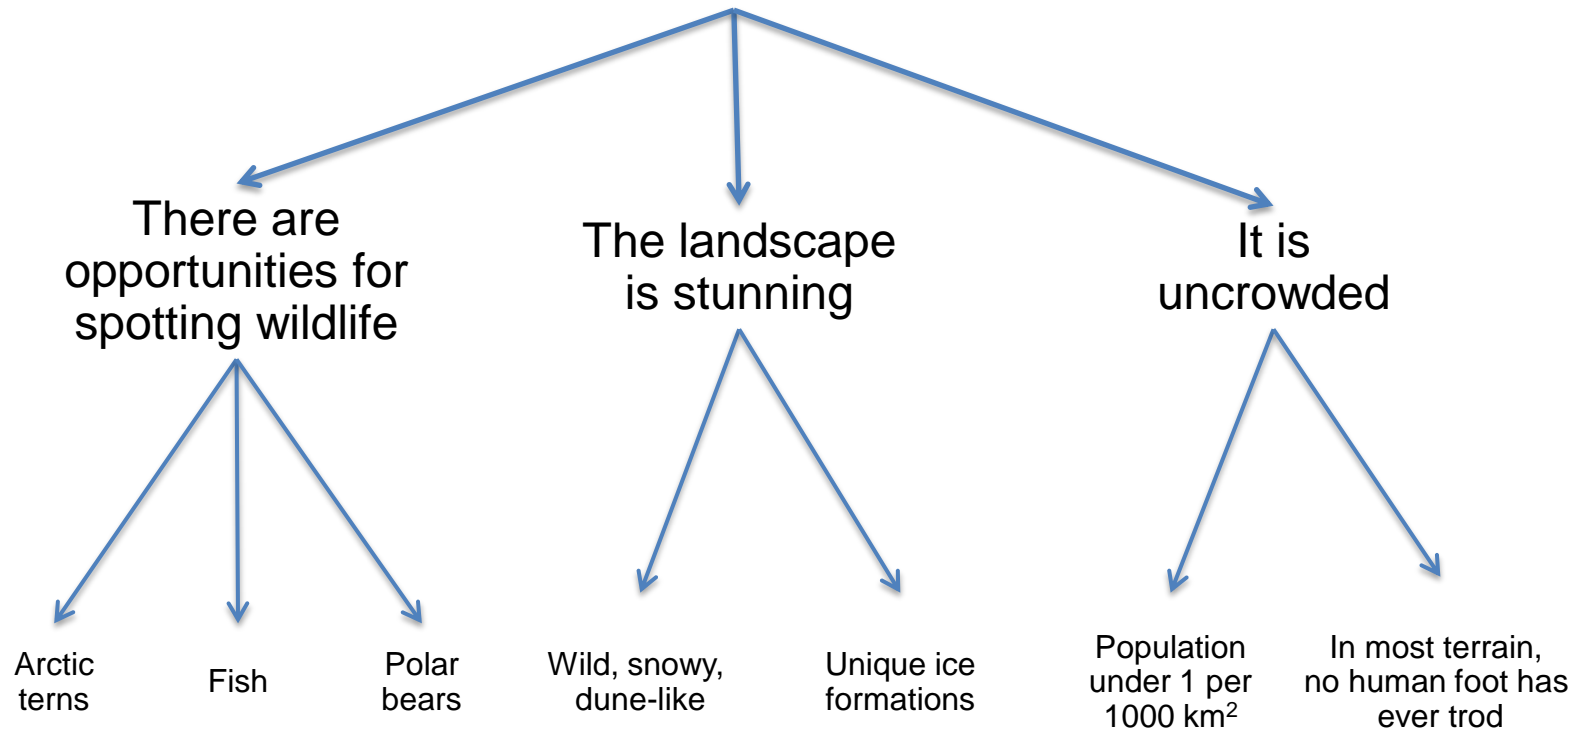 There are
opportunities for
spotting wildlife
The landscape
is stunning
It is
uncrowded
Arctic
terns
Fish
Polar
bears
Wild, snowy,
dune-like
Unique ice
formations
Population
under 1 per
1000 km²
In most terrain,
no human foot has
ever trod